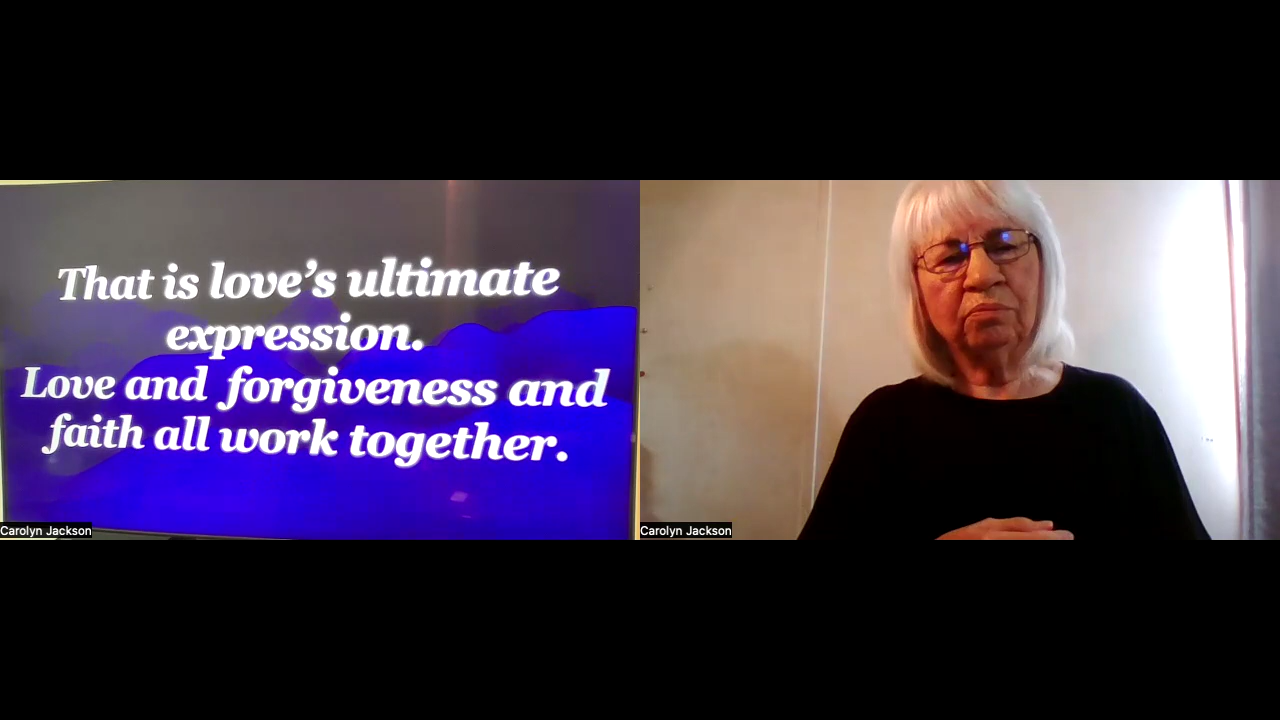 That is love’s ultimate
expression.
Love and forgiveness and
faith all work together.
Carolyn Jackson
Carolyn Jackson